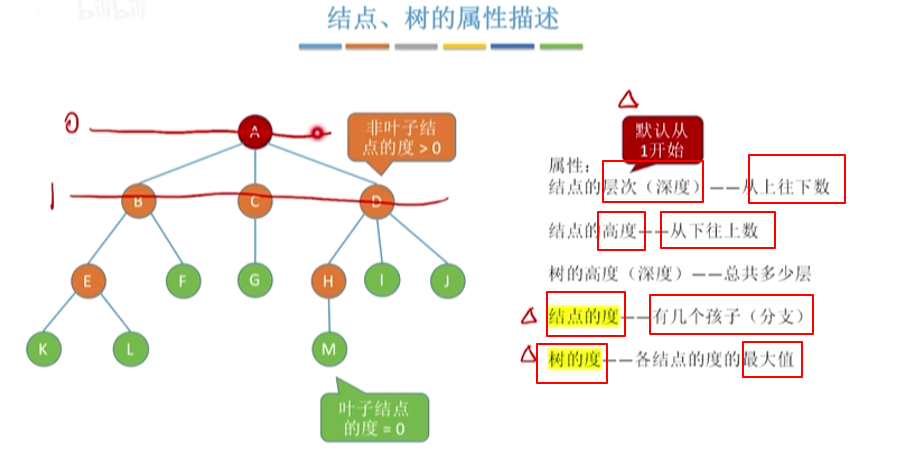 bilibili
结点、树的属性描述
0
A
非叶子结
点的度 > 0
默认从
1开始
属性：
1
B
C
D
结点的层次（深度）——从上往下数
结点的高度——从下往上数
E
F
G
H
I
J
树的高度（深度）——总共多少层
结点的度——有几个孩子（分支）
K
L
M
树的度——各结点的度的最大值
叶子结点
的度 = 0